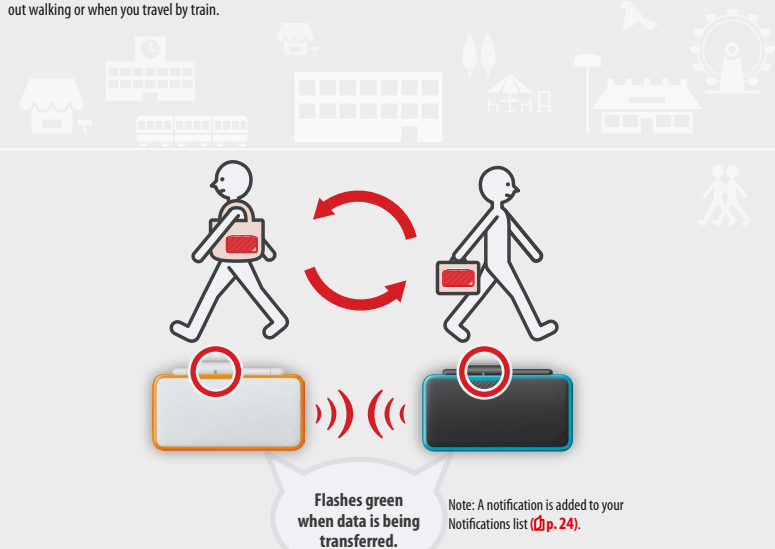 out walking or when you travel by train.
Flashes green
when data is being
transferred.
Note: A notification is added to your
Notifications list (p. 24).